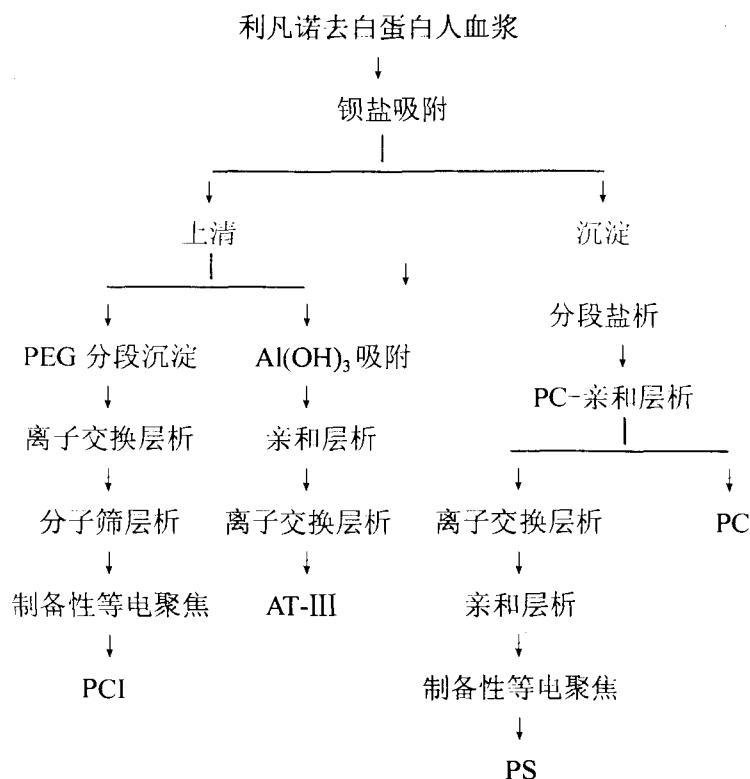 利凡诺去白蛋白人血浆
钡盐吸附
上清
沉淀
分段盐析
PEG 分段沉淀
Al(OH)₃ 吸附
PC-亲和层析
离子交换层析
亲和层析
分子筛层析
离子交换层析
离子交换层析
PC
制备性等电聚焦
AT-III
亲和层析
PCI
制备性等电聚焦
PS